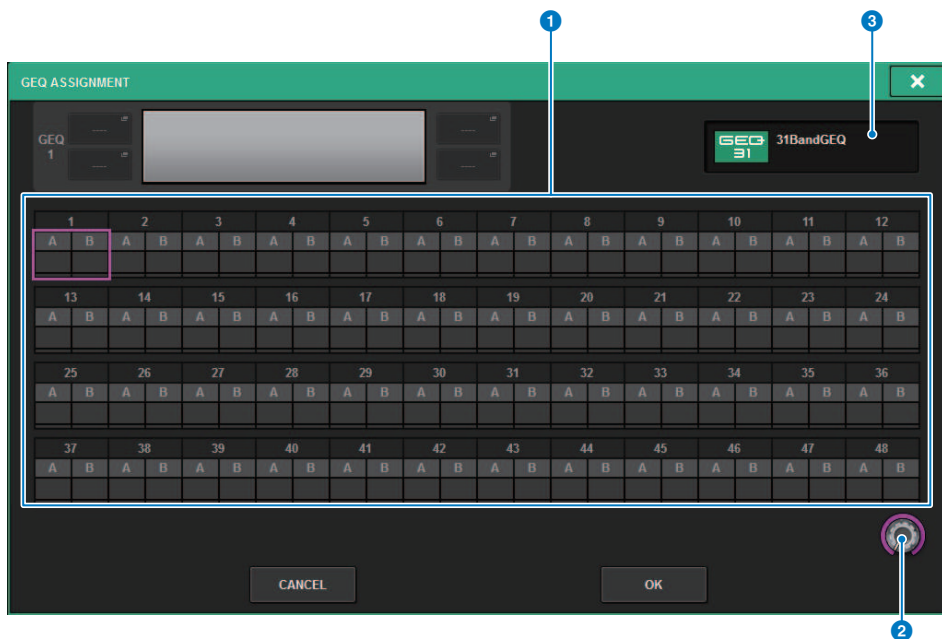 1 3
GEQ ASSIGNMENT
GEQ
1
---- ----
---- ----
GEQ
31
31BandGEQ
1 2 3 4 5 6 7 8 9 10 11 12
A B A B A B A B A B A B A B A B A B A B A B A B
13 14 15 16 17 18 19 20 21 22 23 24
A B A B A B A B A B A B A B A B A B A B A B A B
25 26 27 28 29 30 31 32 33 34 35 36
A B A B A B A B A B A B A B A B A B A B A B A B
37 38 39 40 41 42 43 44 45 46 47 48
A B A B A B A B A B A B A B A B A B A B A B A B
CANCEL OK
2